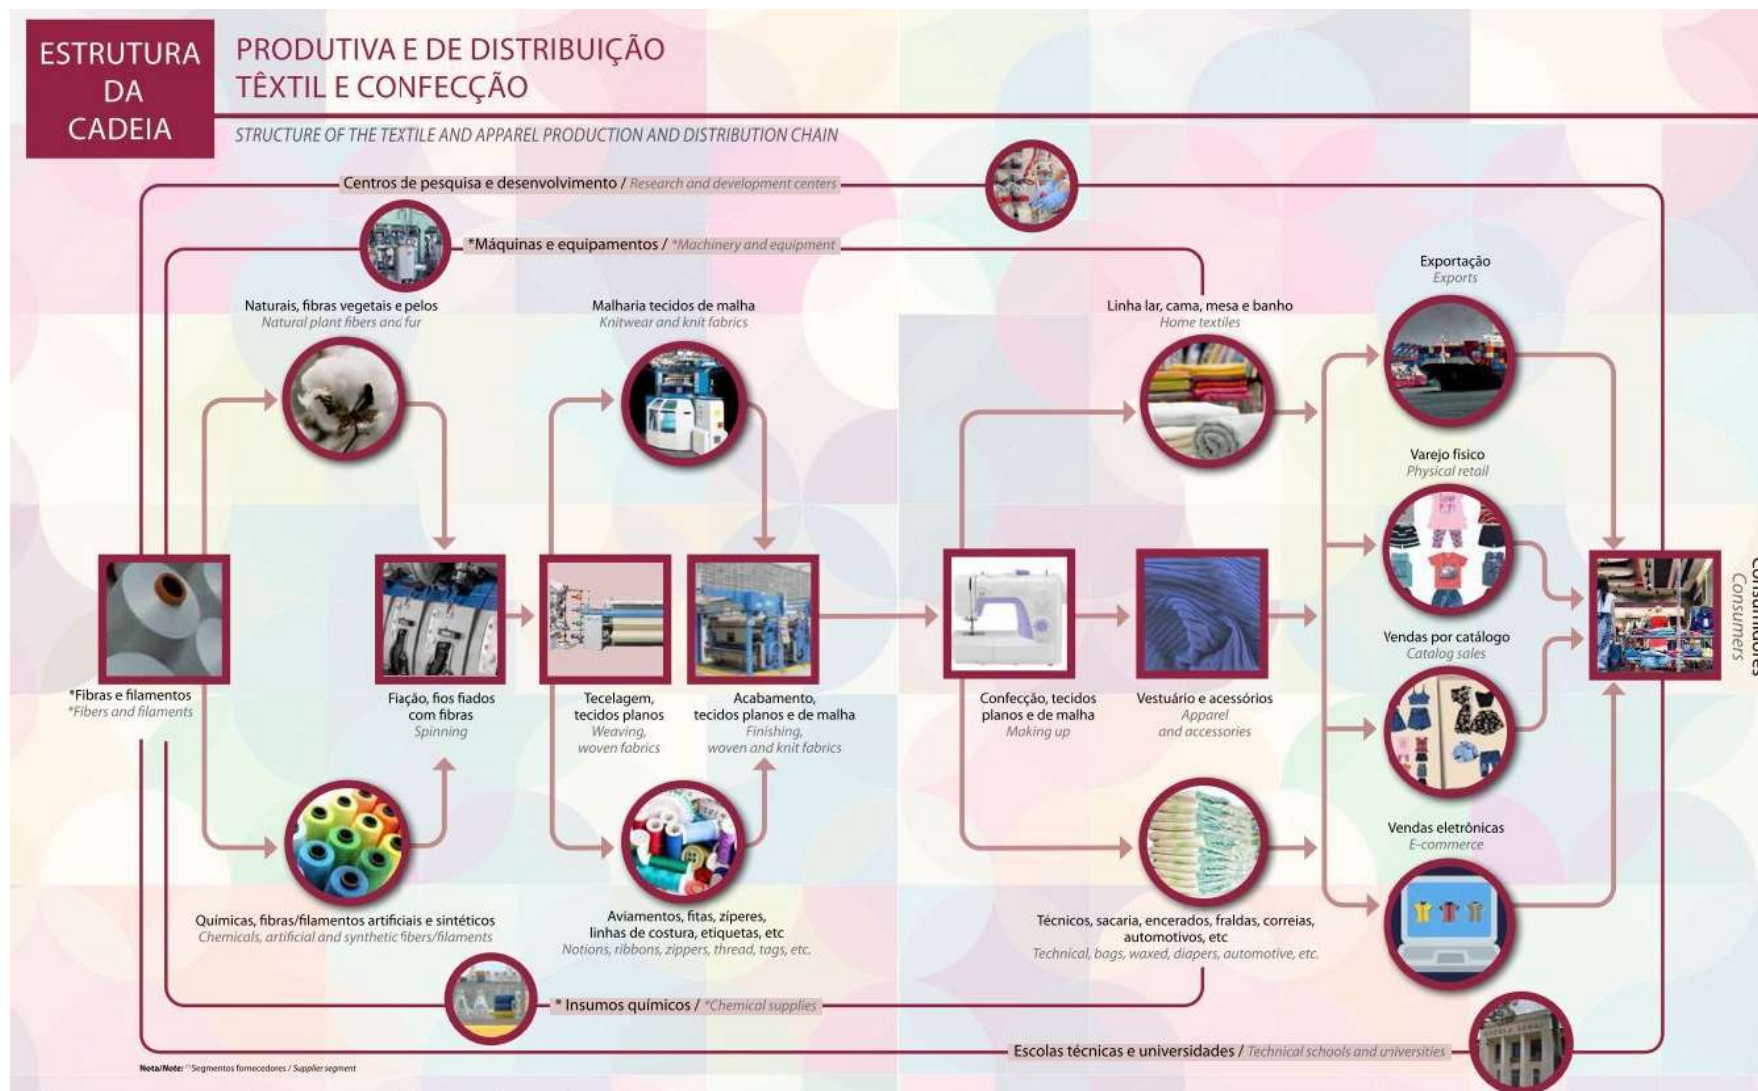 ESTRUTURA
DA
CADEIA
PRODUTIVA E DE DISTRIBUIÇÃO
TÊXTIL E CONFECÇÃO
STRUCTURE OF THE TEXTILE AND APPAREL PRODUCTION AND DISTRIBUTION CHAIN
Centros de pesquisa e desenvolvimento / Research and development centers
*Máquinas e equipamentos / *Machinery and equipment
Naturais, fibras vegetais e pelos
Natural plant fibers and fur
Malharia tecidos de malha
Knitwear and knit fabrics
Linha lar, cama, mesa e banho
Home textiles
Exportação
Exports
Varejo físico
Physical retail
*Fibras e filamentos
*Fibers and filaments
Fiação, fios fiados
com fibras
Spinning
Tecelagem,
tecidos planos
Weaving,
woven fabrics
Acabamento,
tecidos planos e de malha
Finishing,
woven and knit fabrics
Confecção, tecidos
planos e de malha
Making up
Vestuário e acessórios
Apparel
and accessories
Vendas por catálogo
Catalog sales
Consumidores
Consumers
Químicas, fibras/filamentos artificiais e sintéticos
Chemicals, artificial and synthetic fibers/filaments
Aviamentos, fitas, zíperes,
linhas de costura, etiquetas, etc
Notions, ribbons, zippers, thread, tags, etc.
Técnicos, sacaria, encerados, fraldas, correias,
automotivos, etc
Technical, bags, waxed, diapers, automotive, etc.
Vendas eletrônicas
E-commerce
* Insumos químicos / *Chemical supplies
Escolas técnicas e universidades / Technical schools and universities
ESCOLA SENAI
Nota/Note: Segmentos fornecedores / Supplier segment